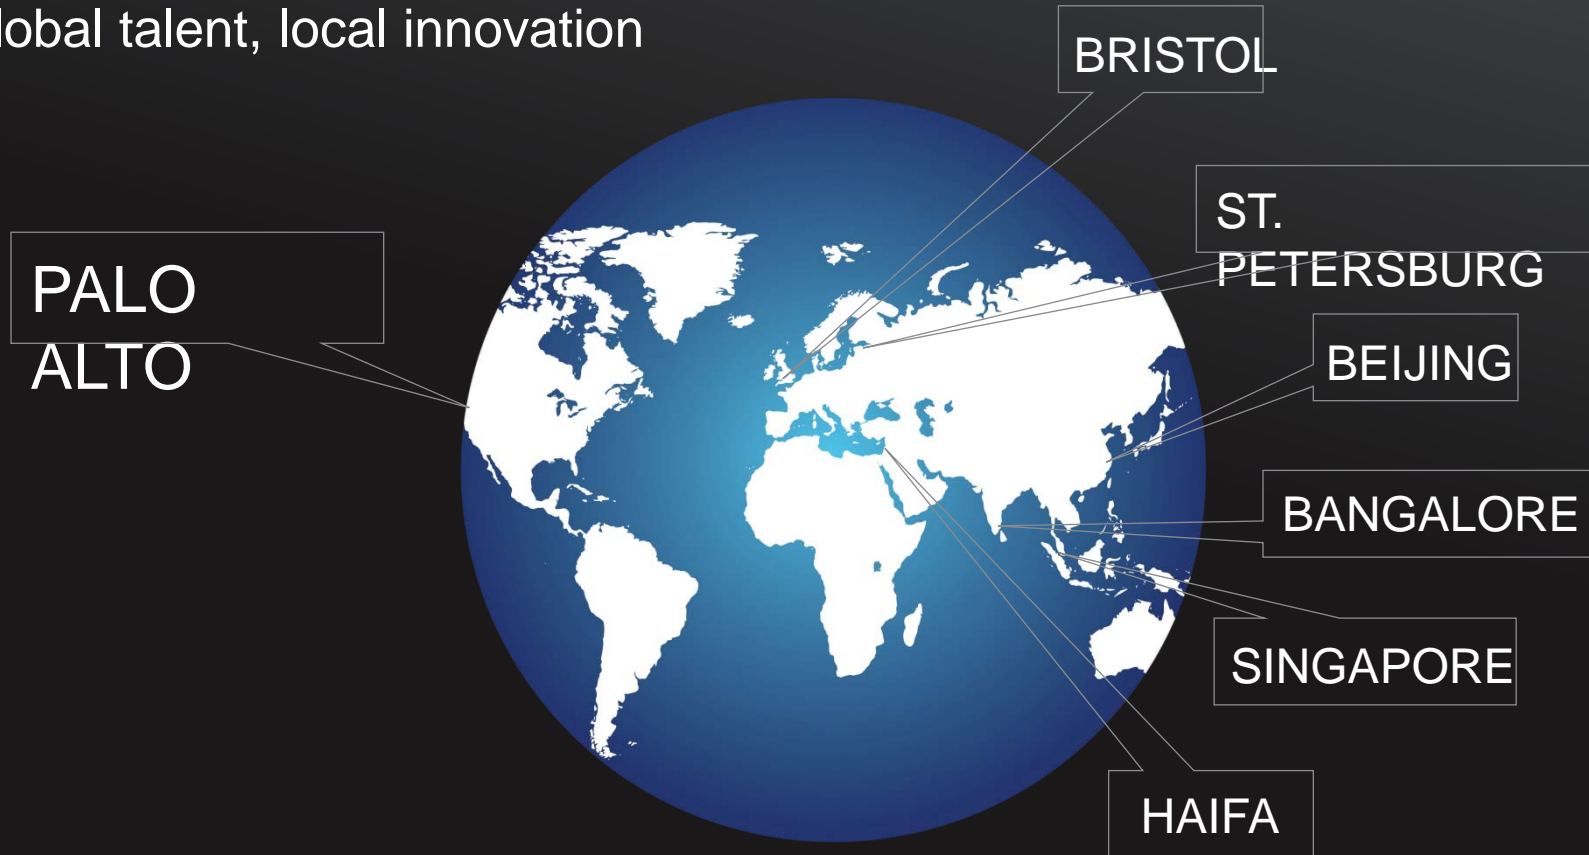 lobal talent, local innovation
BRISTOL
ST.
PETERSBURG
PALO
ALTO
BEIJING
BANGALORE
SINGAPORE
HAIFA